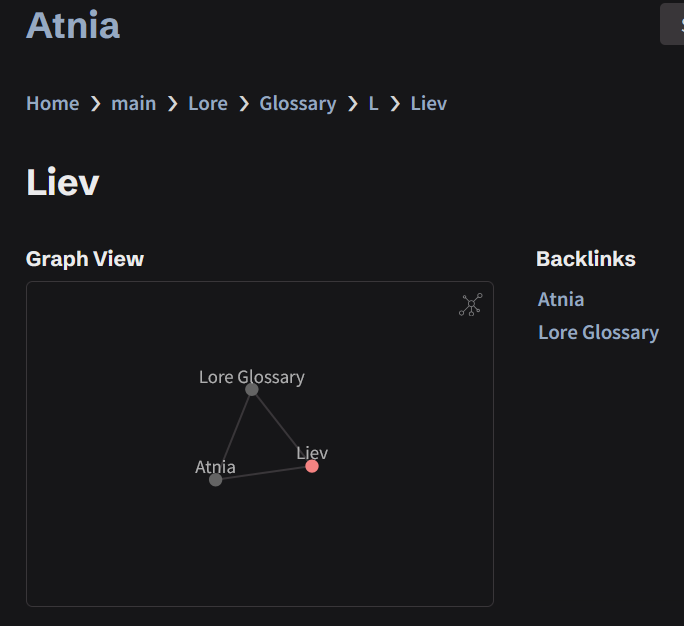 Atnia
Home ❯ main ❯ Lore ❯ Glossary ❯ L ❯ Liev
Liev
Graph View
Lore Glossary
Liev
Atnia
Backlinks
Atnia
Lore Glossary